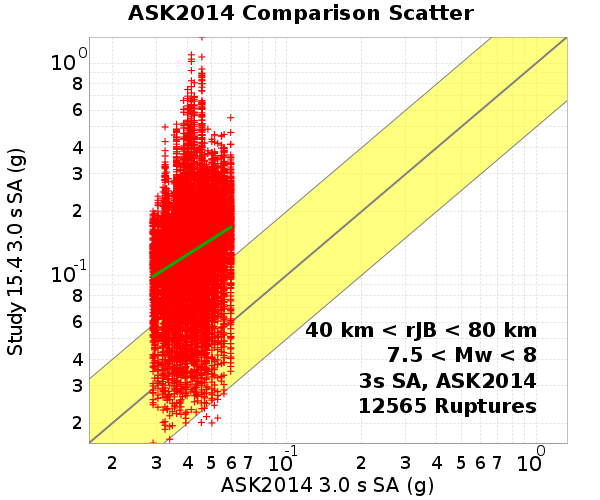 ASK2014 Comparison Scatter
Study 15.4 3.0 s SA (g)
10^0
8
6
4
3
2
10^-1
8
6
4
3
2
40 km < rJB < 80 km
7.5 < Mw < 8
3s SA, ASK2014
12565 Ruptures
2 3 4 5 6 7 10^-1 2 3 4 5 6 7 10^0
ASK2014 3.0 s SA (g)